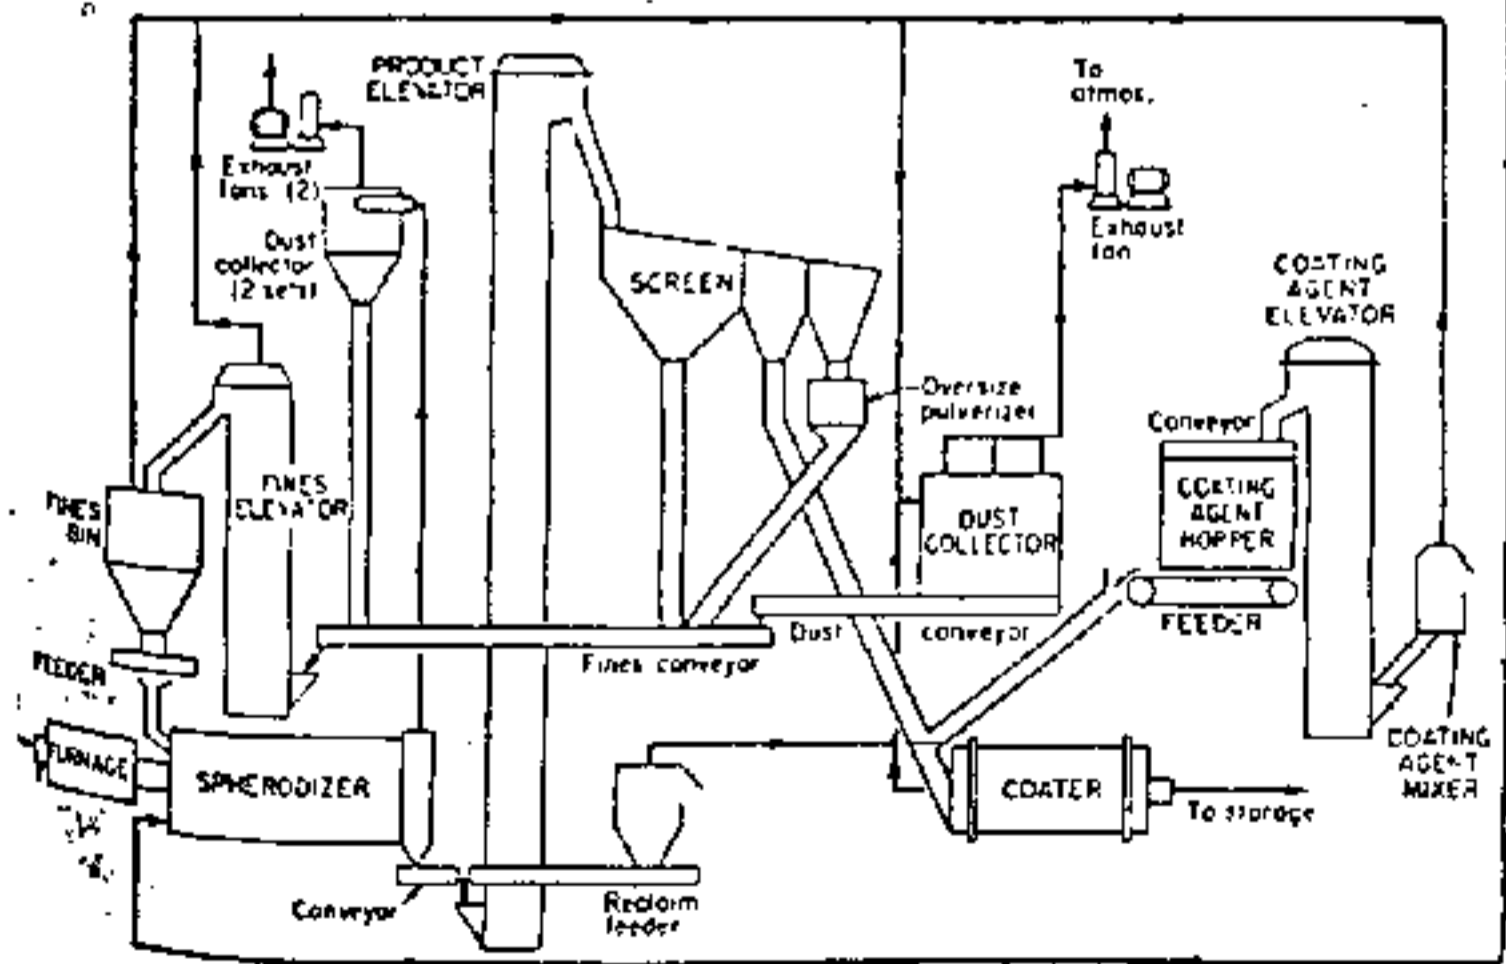 PRODUCT
ELEVATOR
To
atmos.
Exhaust
fans (2)
Exhaust
fan
Dust
collector
(2 sets)
SCREEN
COATING
AGENT
ELEVATOR
Oversize
pulverizer
Conveyor
FINES
BIN
FINES
ELEVATOR
DUST
COLLECTOR
COATING
AGENT
HOPPER
FEEDER
Dust conveyor
Fines conveyor
FEEDER
FURNACE
SPHERODIZER
COATER
To storage
COATING
AGENT
MIXER
Conveyor
Reclaim
feeder